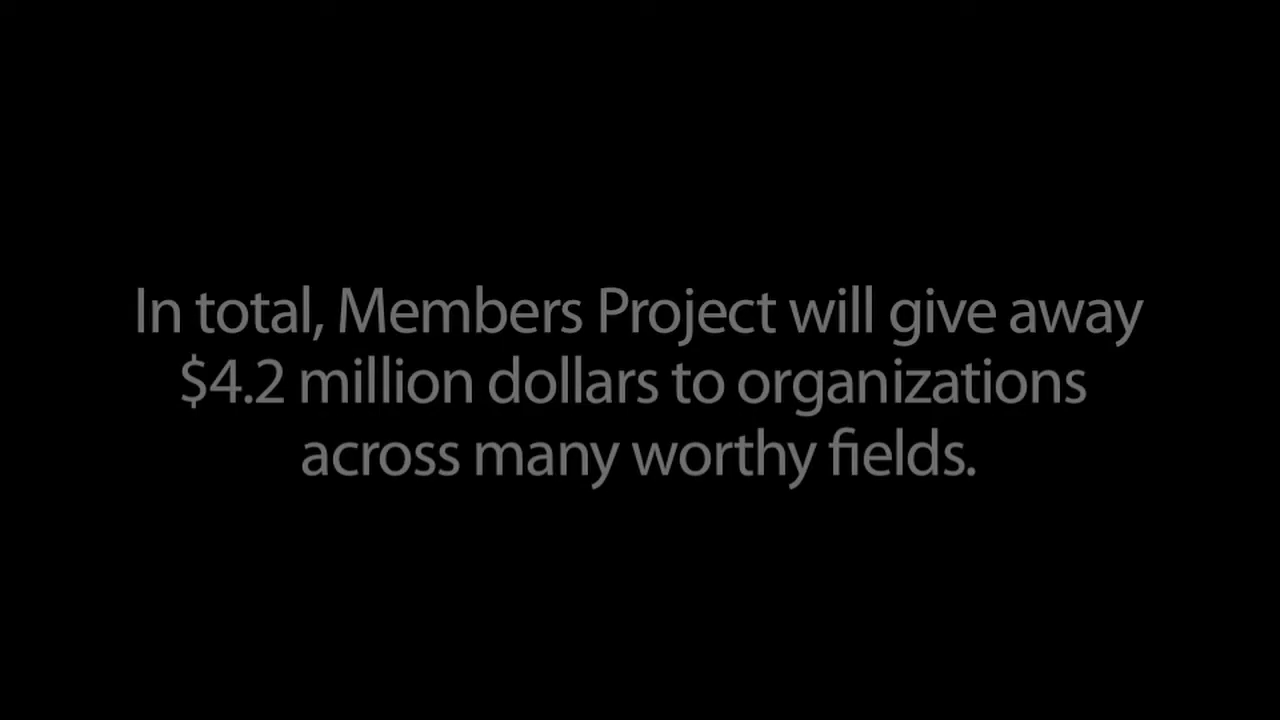 In total, Members Project will give away
$4.2 million dollars to organizations
across many worthy fields.